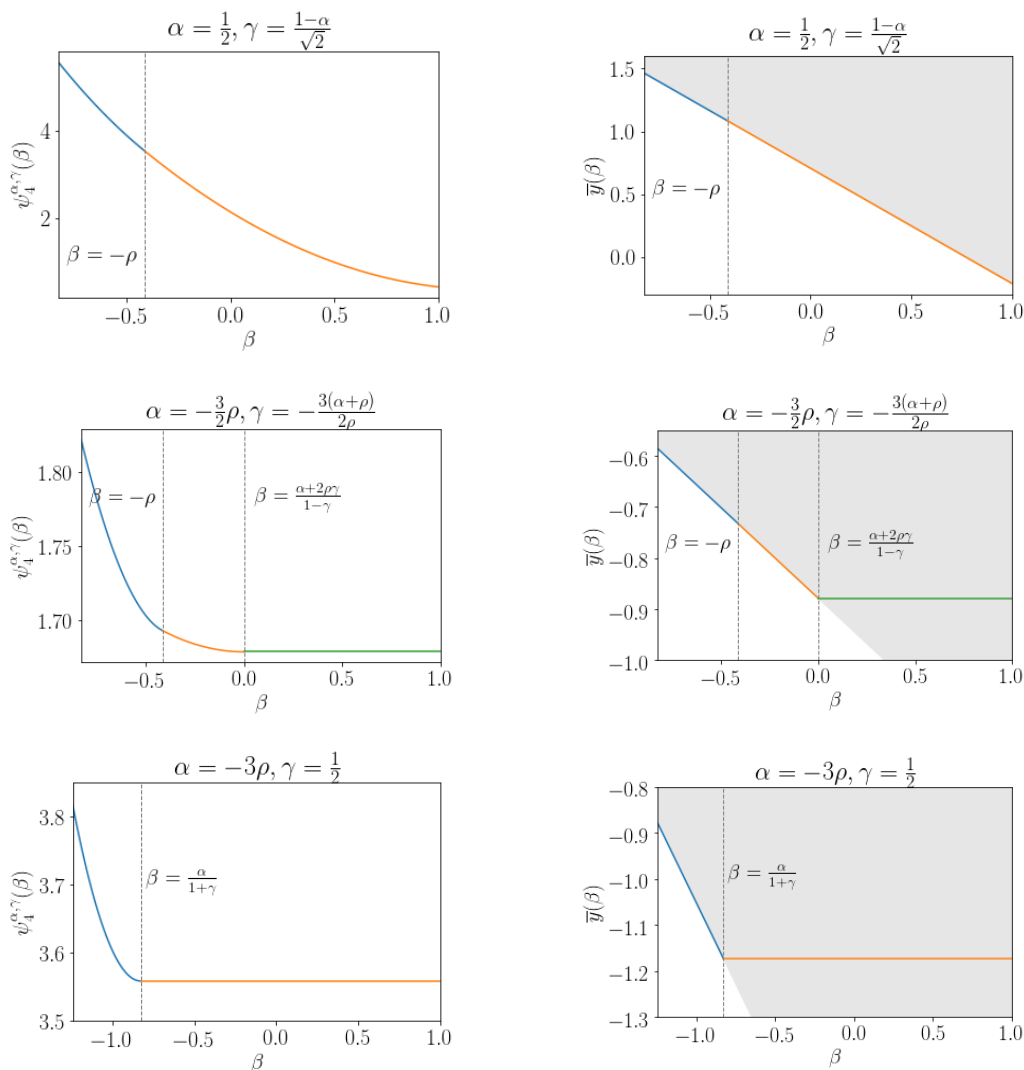 α = 1/2, γ = (1−α)/√2
4
2
ψ₄^{α,γ}(β)
β = −ρ
−0.5 0.0 0.5 1.0
β
α = 1/2, γ = (1−α)/√2
1.5
1.0
0.5
0.0
y̅(β)
β = −ρ
−0.5 0.0 0.5 1.0
β
α = −3/2ρ, γ = −3(α+ρ)/2ρ
1.80
1.75
1.70
ψ₄^{α,γ}(β)
β = −ρ
β = (α+2ργ)/(1−γ)
−0.5 0.0 0.5 1.0
β
α = −3/2ρ, γ = −3(α+ρ)/2ρ
−0.6
−0.7
−0.8
−0.9
−1.0
y̅(β)
β = −ρ
β = (α+2ργ)/(1−γ)
−0.5 0.0 0.5 1.0
β
α = −3ρ, γ = 1/2
3.8
3.7
3.6
3.5
ψ₄^{α,γ}(β)
β = α/(1+γ)
−1.0 −0.5 0.0 0.5 1.0
β
α = −3ρ, γ = 1/2
−0.8
−0.9
−1.0
−1.1
−1.2
−1.3
y̅(β)
β = α/(1+γ)
−1.0 −0.5 0.0 0.5 1.0
β